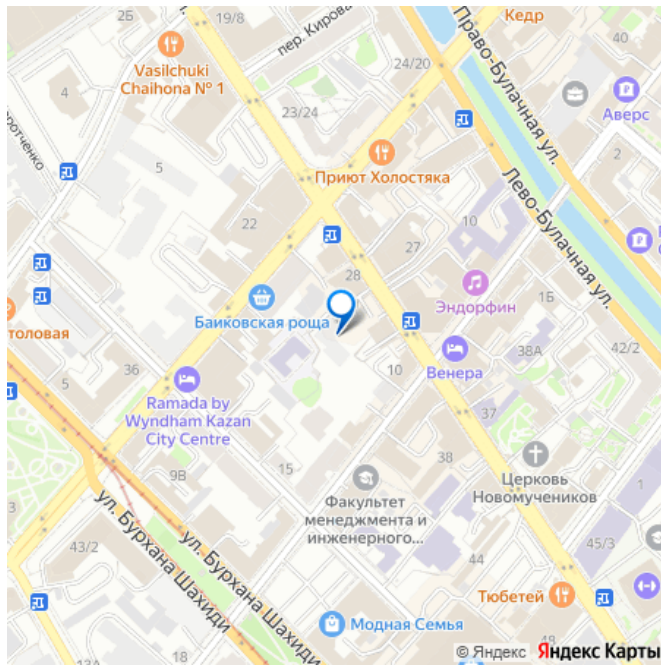 19/8
пер. Кирова
Кедр
40
Vasilchuki
Chaihona № 1
24/20
Право-Булачная ул.
Аверс
4
23/24
2
5
Приют Холостяка
Лево-Булачная ул.
22
10
27
28
Эндорфин
1Б
Баиковская роща
толовая
36
Венера
38А
42/2
5
10
Ramada by
Wyndham Kazan
City Centre
37
38
Церковь
Новомучеников
1
15
9В
Факультет
менеджмента и
инженерного...
ул. Бурхана Шахиди
ул. Бурхана Шахиди
43/2
44
45/3
Тюбетей
Модная Семья
46
48
49
© Яндекс Яндекс Карты